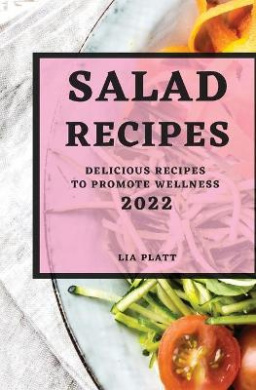 SALAD
RECIPES
DELICIOUS RECIPES
TO PROMOTE WELLNESS
2022
LIA PLATT